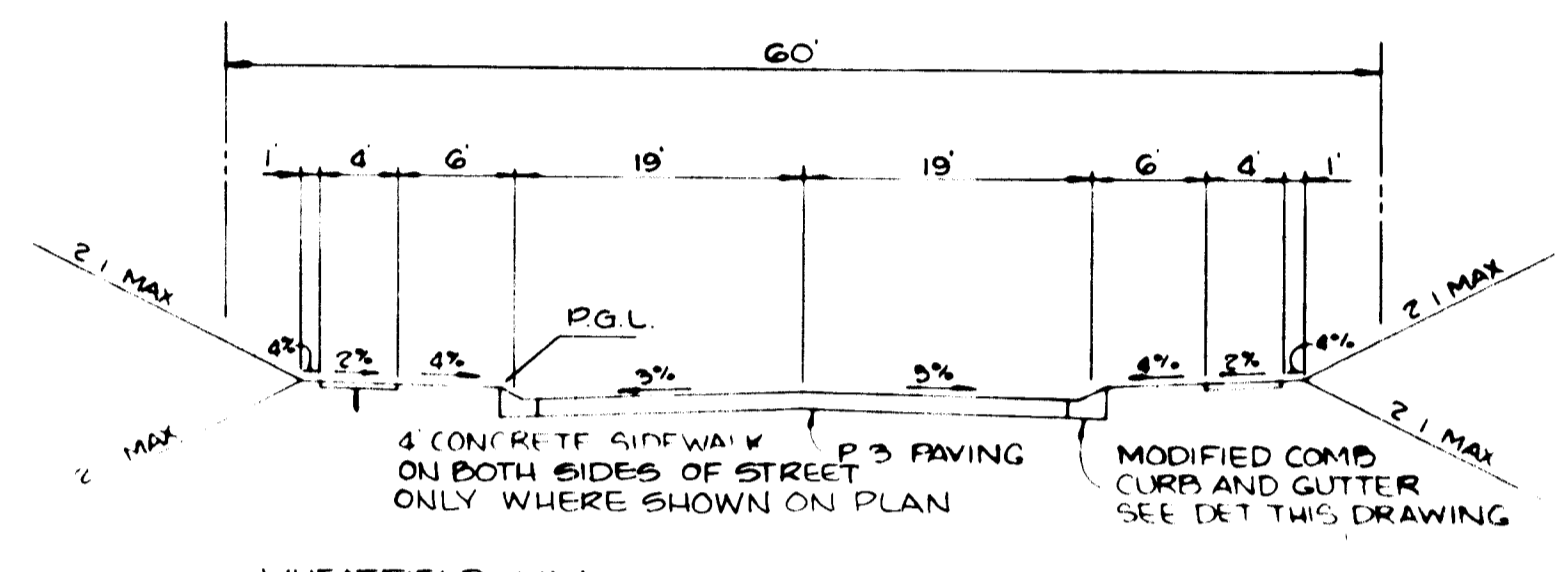 60'
1' 4' 6' 19' 19' 6' 4' 1'
2 1 MAX
2 1 MAX
P.G.L.
4% 2% 4% 3% 3% 4% 2% 4%
MAX
2 1 MAX
4' CONCRETE SIDEWALK
ON BOTH SIDES OF STREET
ONLY WHERE SHOWN ON PLAN
P 3 PAVING
MODIFIED COMB
CURB AND GUTTER
SEE DET THIS DRAWING